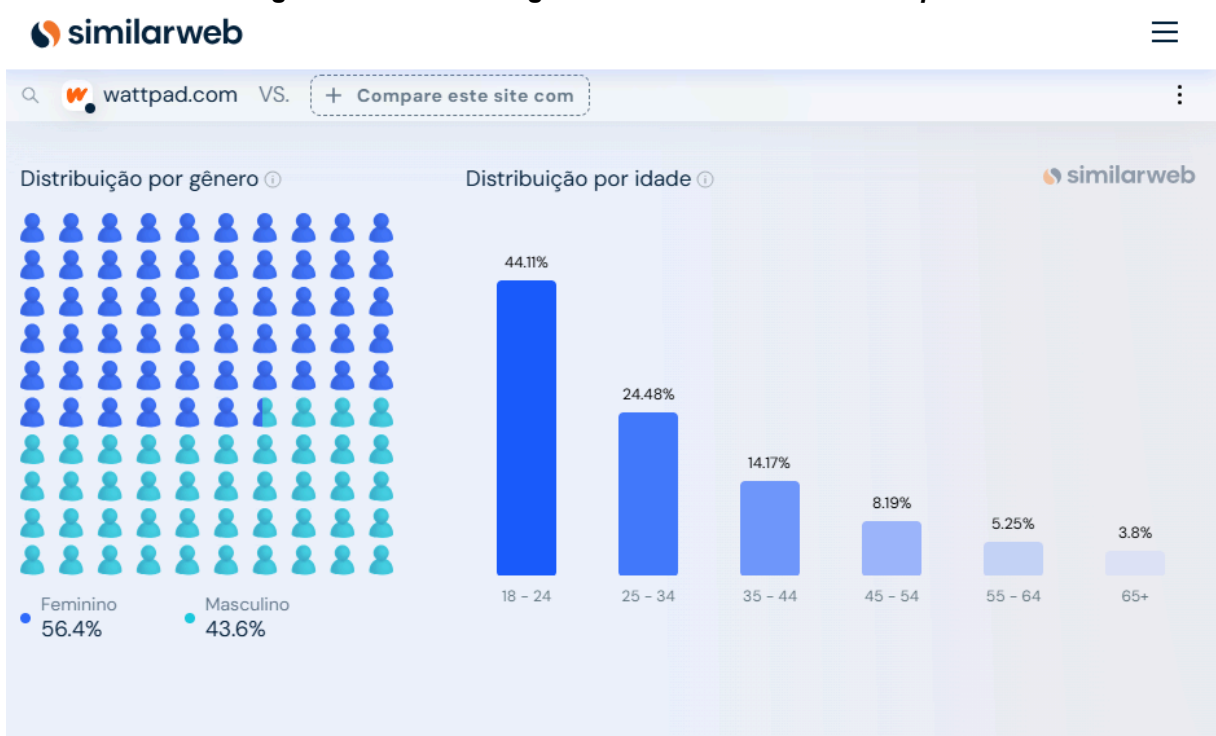 similarweb
wattpad.com VS. + Compare este site com
Distribuição por gênero
Distribuição por idade
similarweb
44.11%
24.48%
14.17%
8.19%
5.25%
3.8%
18 - 24
25 - 34
35 - 44
45 - 54
55 - 64
65+
Feminino
56.4%
Masculino
43.6%